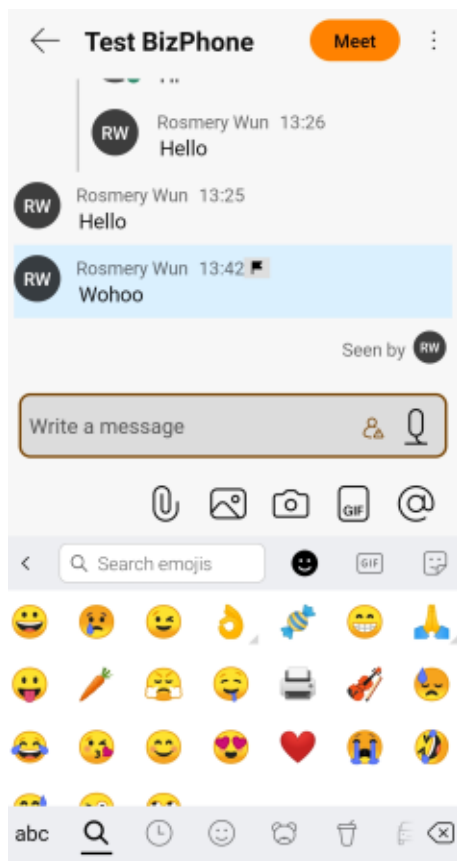 Test BizPhone
Meet
Rosmery Wun 13:26
Hello
RW
Rosmery Wun 13:25
Hello
RW
Rosmery Wun 13:42
Wohoo
RW
Seen by RW
Write a message
GIF
Search emojis
GIF
abc